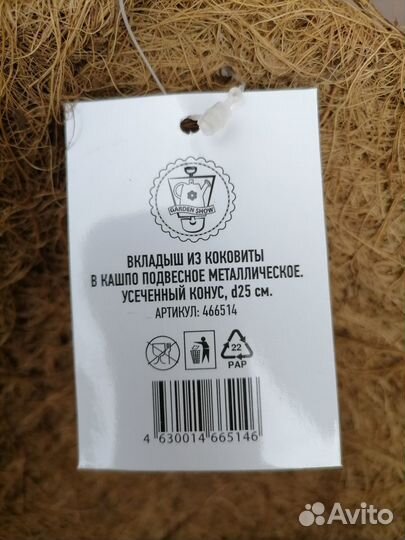 GARDEN SHOW
ВКЛАДЫШ ИЗ КОКОВИТЫ
В КАШПО ПОДВЕСНОЕ МЕТАЛЛИЧЕСКОЕ.
УСЕЧЕННЫЙ КОНУС, d25 см.
АРТИКУЛ: 466514
22
PAP
4 630014 665146
Avito